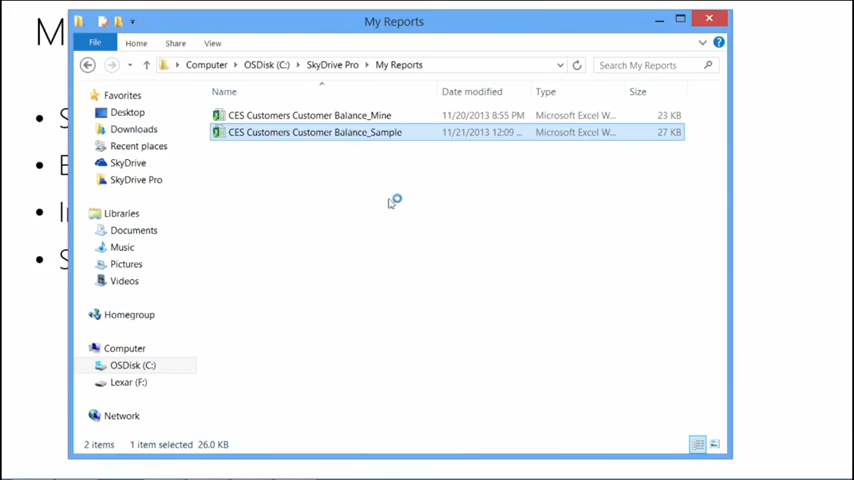 M
My Reports
File Home Share View
Computer OSDisk (C:) SkyDrive Pro My Reports
Search My Reports
Name Date modified Type Size
CES Customers Customer Balance_Mine 11/20/2013 8:55 PM Microsoft Excel W... 23 KB
CES Customers Customer Balance_Sample 11/21/2013 12:09 ... Microsoft Excel W... 27 KB
Favorites
Desktop
Downloads
Recent places
SkyDrive
SkyDrive Pro
Libraries
Documents
Music
Pictures
Videos
Homegroup
Computer
OSDisk (C:)
Lexar (F:)
Network
2 items 1 item selected 26.0 KB